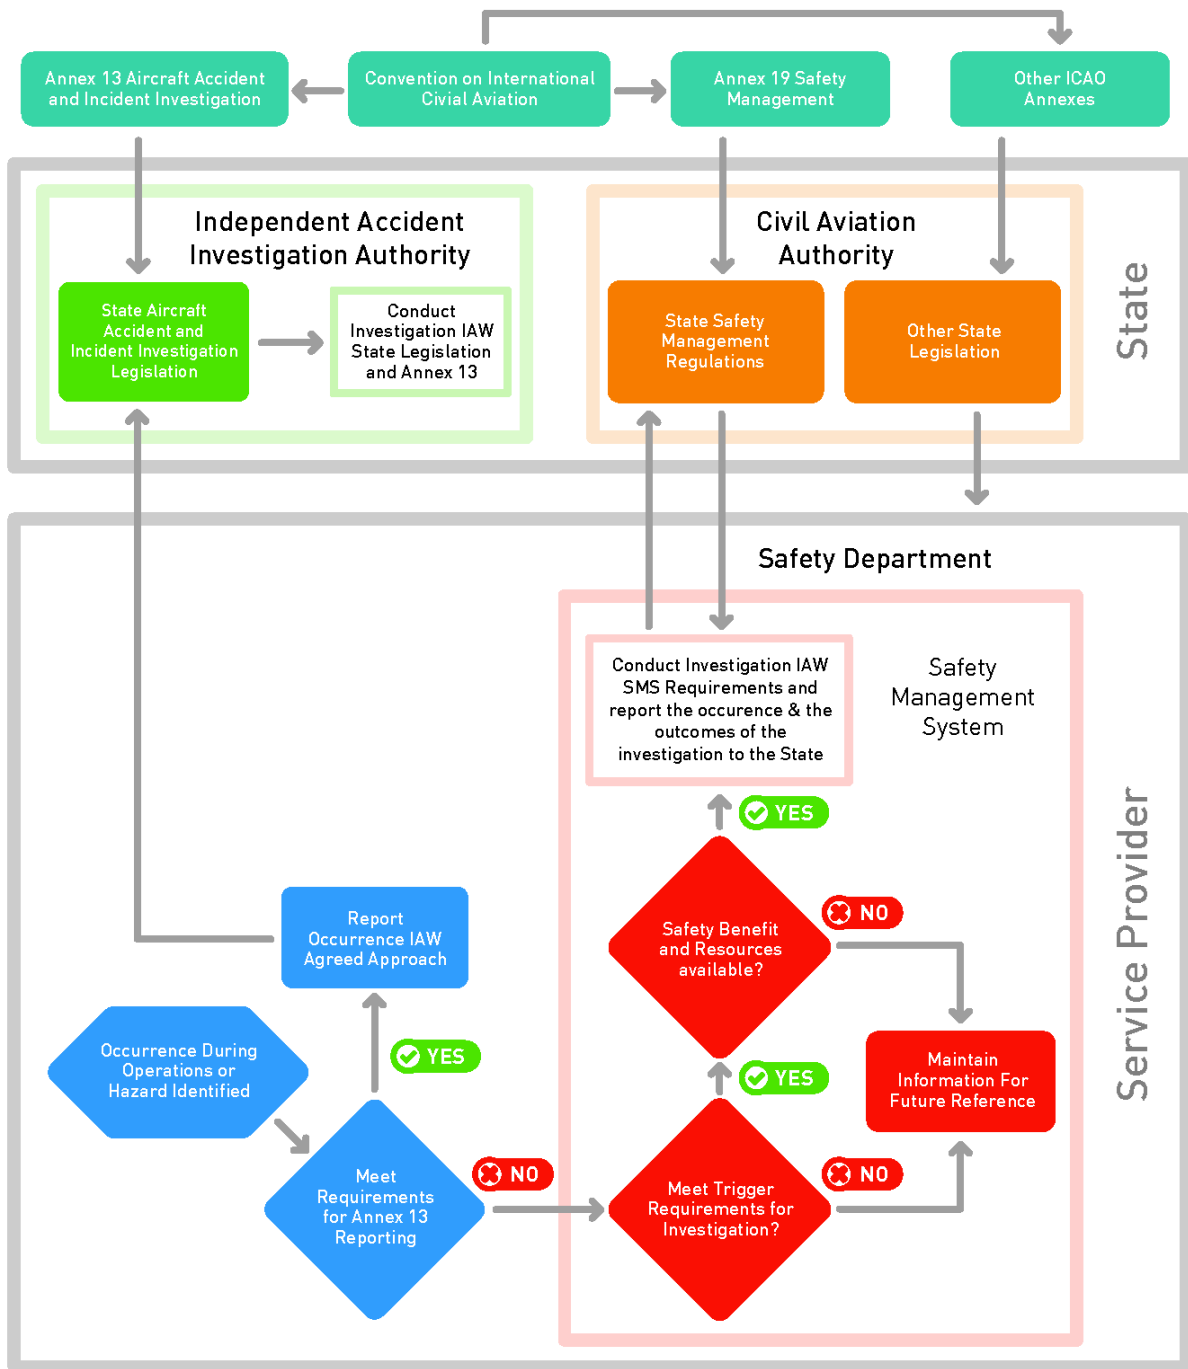 Annex 13 Aircraft Accident
and Incident Investigation
Convention on International
Civial Aviation
Annex 19 Safety
Management
Other ICAO
Annexes
Independent Accident
Investigation Authority
Civil Aviation
Authority
State
State Aircraft
Accident and
Incident Investigation
Legislation
Conduct
Investigation IAW
State Legislation
and Annex 13
State Safety
Management
Regulations
Other State
Legislation
Safety Department
Conduct Investigation IAW
SMS Requirements and
report the occurence & the
outcomes of the
investigation to the State
Safety
Management
System
Service Provider
YES
Report
Occurrence IAW
Agreed Approach
Safety Benefit
and Resources
available?
NO
Occurrence During
Operations or
Hazard Identified
YES
YES
Maintain
Information For
Future Reference
Meet
Requirements
for Annex 13
Reporting
NO
Meet Trigger
Requirements for
Investigation?
NO